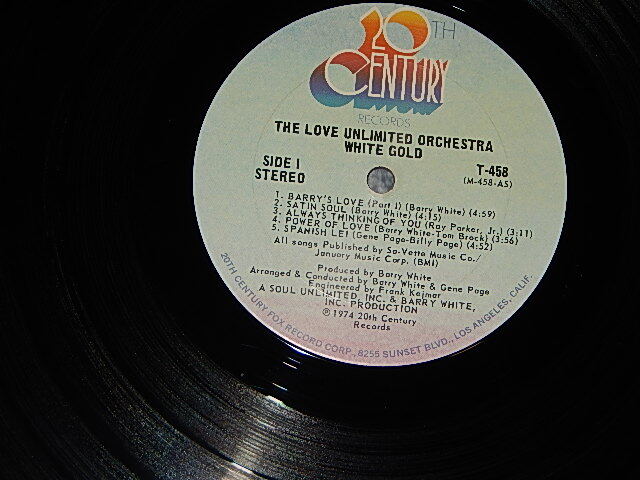 20TH
CENTURY
RECORDS
THE LOVE UNLIMITED ORCHESTRA
WHITE GOLD
SIDE 1
STEREO
T-458
(M-458-AS)
1. BARRY'S LOVE (Part I) (Barry White) (4:59)
2. SATIN SOUL (Barry White) (4:15)
3. ALWAYS THINKING OF YOU (Ray Parker, Jr.) (3:11)
4. POWER OF LOVE (Barry White-Tom Brock) (3:56)
5. SPANISH LEI (Gene Page-Billy Page) (4:52)
All songs Published by Sa-Vette Music Co./
January Music Corp. (BMI)
Produced by Barry White
Arranged & Conducted by Barry White & Gene Page
Engineered by Frank Kejmar
A SOUL UNLIMITED, INC. & BARRY WHITE,
INC. PRODUCTION
℗ 1974 20th Century
Records
20TH CENTURY FOX RECORD CORP., 8255 SUNSET BLVD., LOS ANGELES, CALIF.